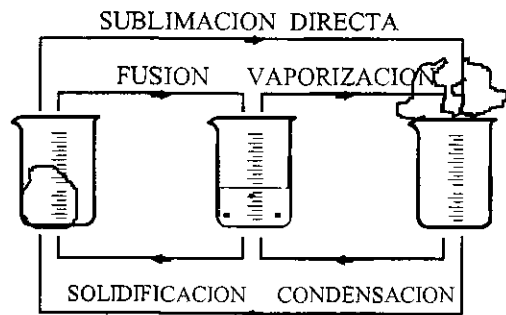 SUBLIMACION DIRECTA
FUSION VAPORIZACION
SOLIDIFICACION CONDENSACION